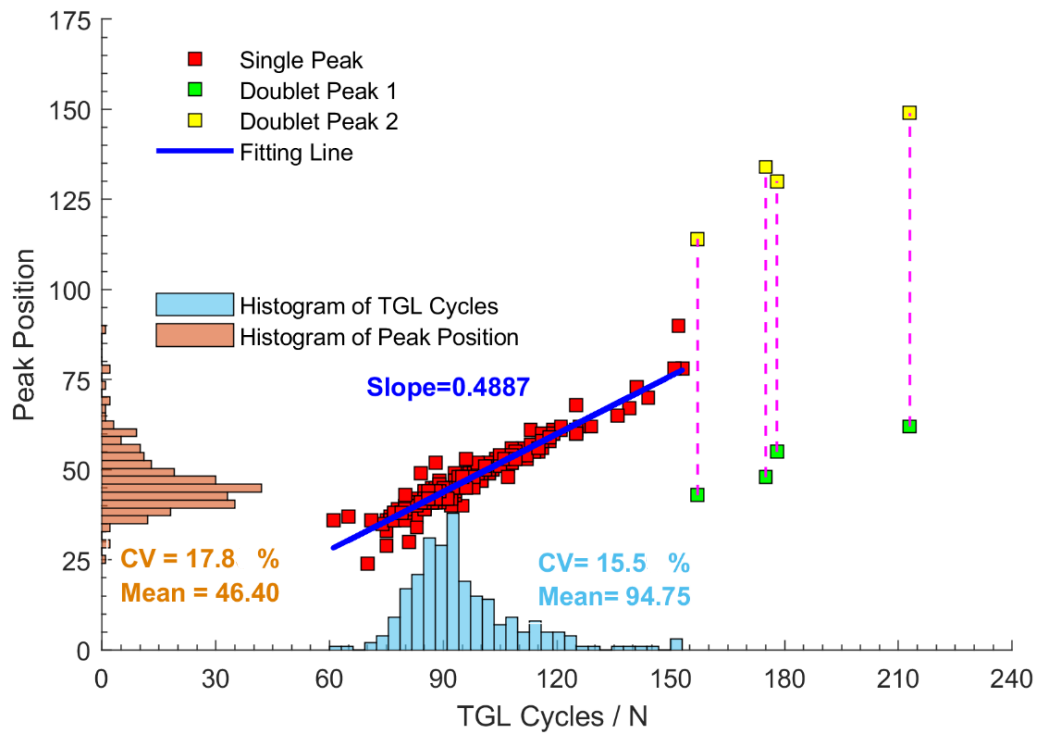 175
150
125
100
75
50
25
0
Peak Position
Single Peak
Doublet Peak 1
Doublet Peak 2
Fitting Line
Histogram of TGL Cycles
Histogram of Peak Position
Slope=0.4887
CV = 17.8 %
Mean = 46.40
CV= 15.5 %
Mean= 94.75
0 30 60 90 120 150 180 210 240
TGL Cycles / N